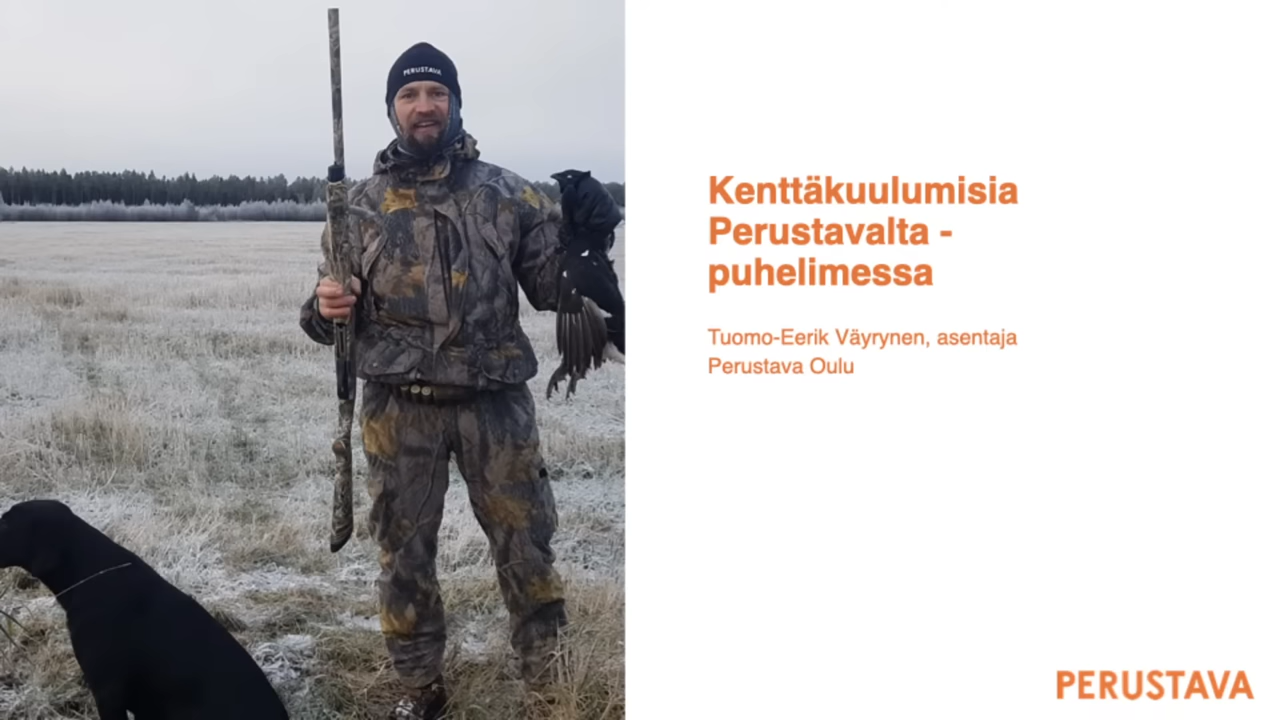 PERUSTAVA
Kenttäkuulumisia
Perustavalta -
puhelimessa
Tuomo-Eerik Väyrynen, asentaja
Perustava Oulu
PERUSTAVA